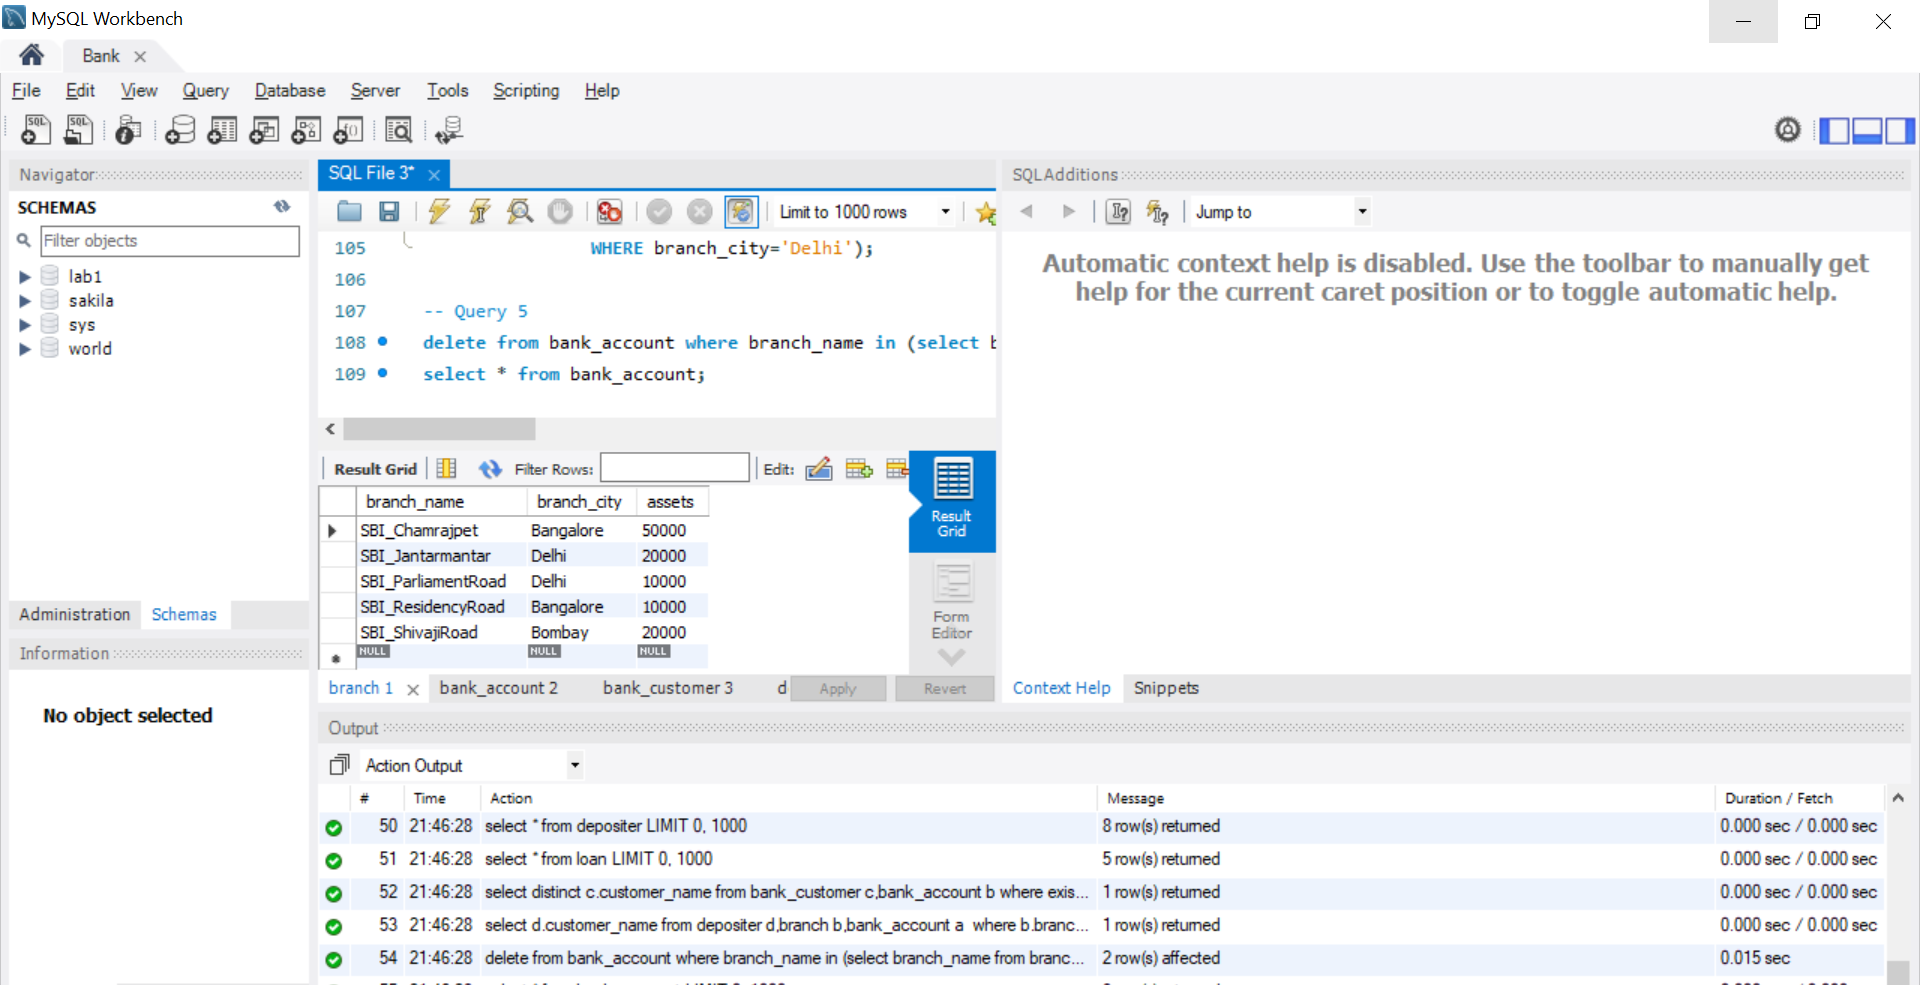 MySQL Workbench
Bank
File Edit View Query Database Server Tools Scripting Help
Navigator
SCHEMAS
Filter objects
lab1
sakila
sys
world
Administration Schemas
Information
No object selected
SQL File 3*
Limit to 1000 rows
105 WHERE branch_city='Delhi');
106
107 -- Query 5
108 delete from bank_account where branch_name in (select b
109 select * from bank_account;
Result Grid Filter Rows: Edit:
branch_name branch_city assets
SBI_Chamrajpet Bangalore 50000
SBI_Jantarmantar Delhi 20000
SBI_ParliamentRoad Delhi 10000
SBI_ResidencyRoad Bangalore 10000
SBI_ShivajiRoad Bombay 20000
NULL NULL NULL
Result
Grid
Form
Editor
branch 1 bank_account 2 bank_customer 3 d Apply Revert
SQLAdditions
Jump to
Automatic context help is disabled. Use the toolbar to manually get
help for the current caret position or to toggle automatic help.
Context Help Snippets
Output
Action Output
# Time Action Message Duration / Fetch
50 21:46:28 select * from depositer LIMIT 0, 1000 8 row(s) returned 0.000 sec / 0.000 sec
51 21:46:28 select * from loan LIMIT 0, 1000 5 row(s) returned 0.000 sec / 0.000 sec
52 21:46:28 select distinct c.customer_name from bank_customer c,bank_account b where exis... 1 row(s) returned 0.000 sec / 0.000 sec
53 21:46:28 select d.customer_name from depositer d,branch b,bank_account a where b.branc... 1 row(s) returned 0.000 sec / 0.000 sec
54 21:46:28 delete from bank_account where branch_name in (select branch_name from branc... 2 row(s) affected 0.015 sec